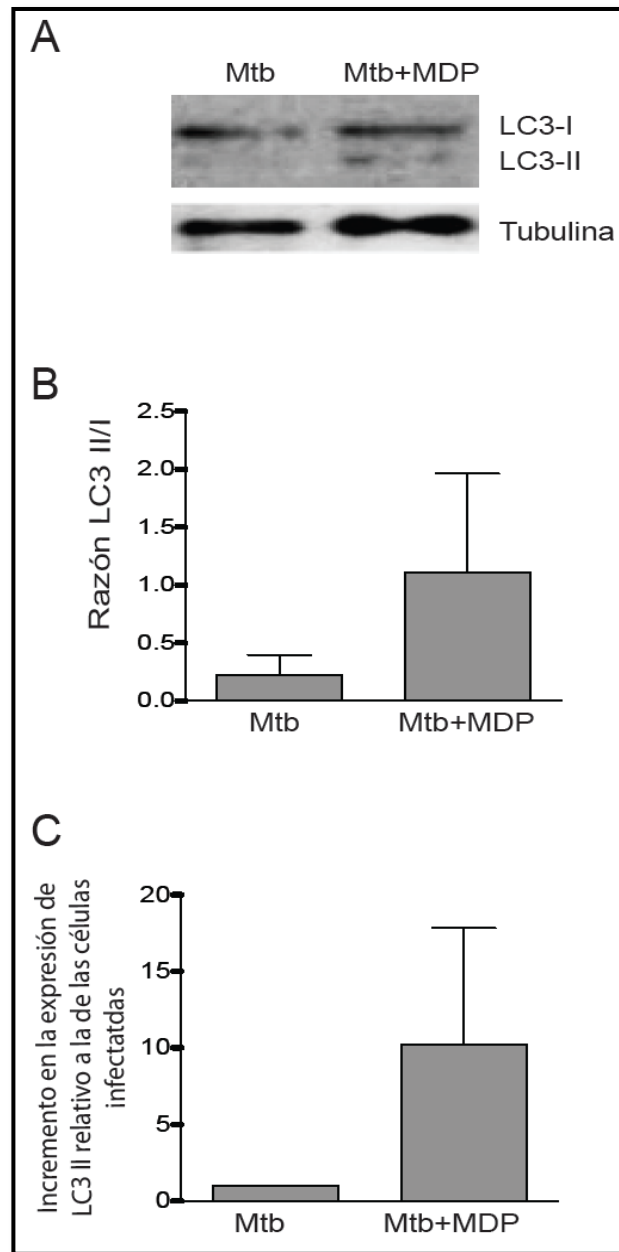 A
Mtb Mtb+MDP
LC3-I
LC3-II
Tubulina
B
Razón LC3 II/I
2.5
2.0
1.5
1.0
0.5
0.0
Mtb Mtb+MDP
C
Incremento en la expresión de
LC3 II relativo a la de las células
infectatdas
20
15
10
5
0
Mtb Mtb+MDP